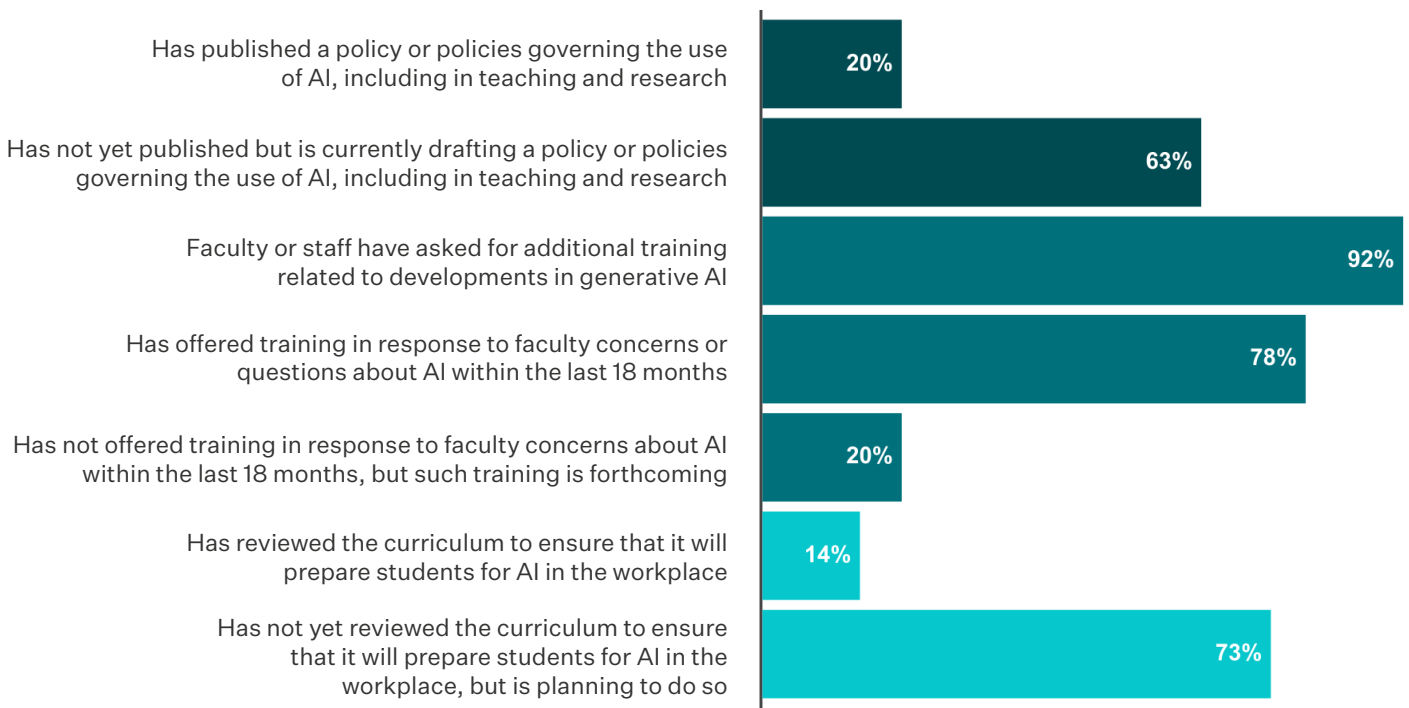 Has published a policy or policies governing the use
of AI, including in teaching and research
20%
Has not yet published but is currently drafting a policy or policies
governing the use of AI, including in teaching and research
63%
Faculty or staff have asked for additional training
related to developments in generative AI
92%
Has offered training in response to faculty concerns or
questions about AI within the last 18 months
78%
Has not offered training in response to faculty concerns about AI
within the last 18 months, but such training is forthcoming
20%
Has reviewed the curriculum to ensure that it will
prepare students for AI in the workplace
14%
Has not yet reviewed the curriculum to ensure
that it will prepare students for AI in the
workplace, but is planning to do so
73%